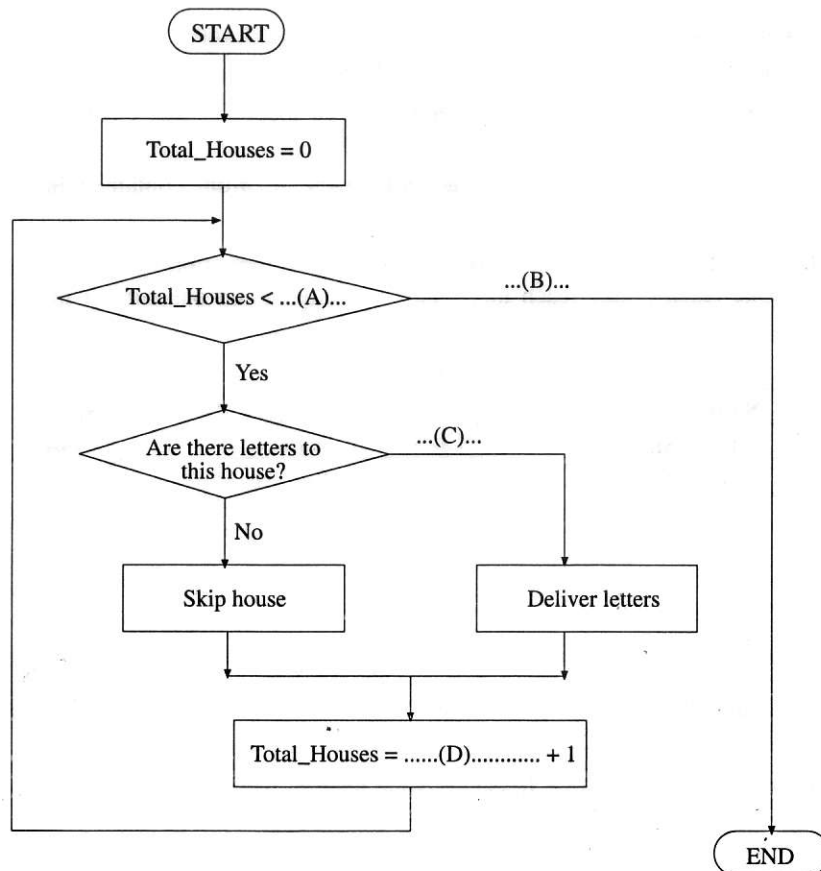 START
Total_Houses = 0
Total_Houses < ...(A)...
...(B)...
Yes
Are there letters to
this house?
...(C)...
No
Skip house
Deliver letters
Total_Houses = ......(D)............ + 1
END